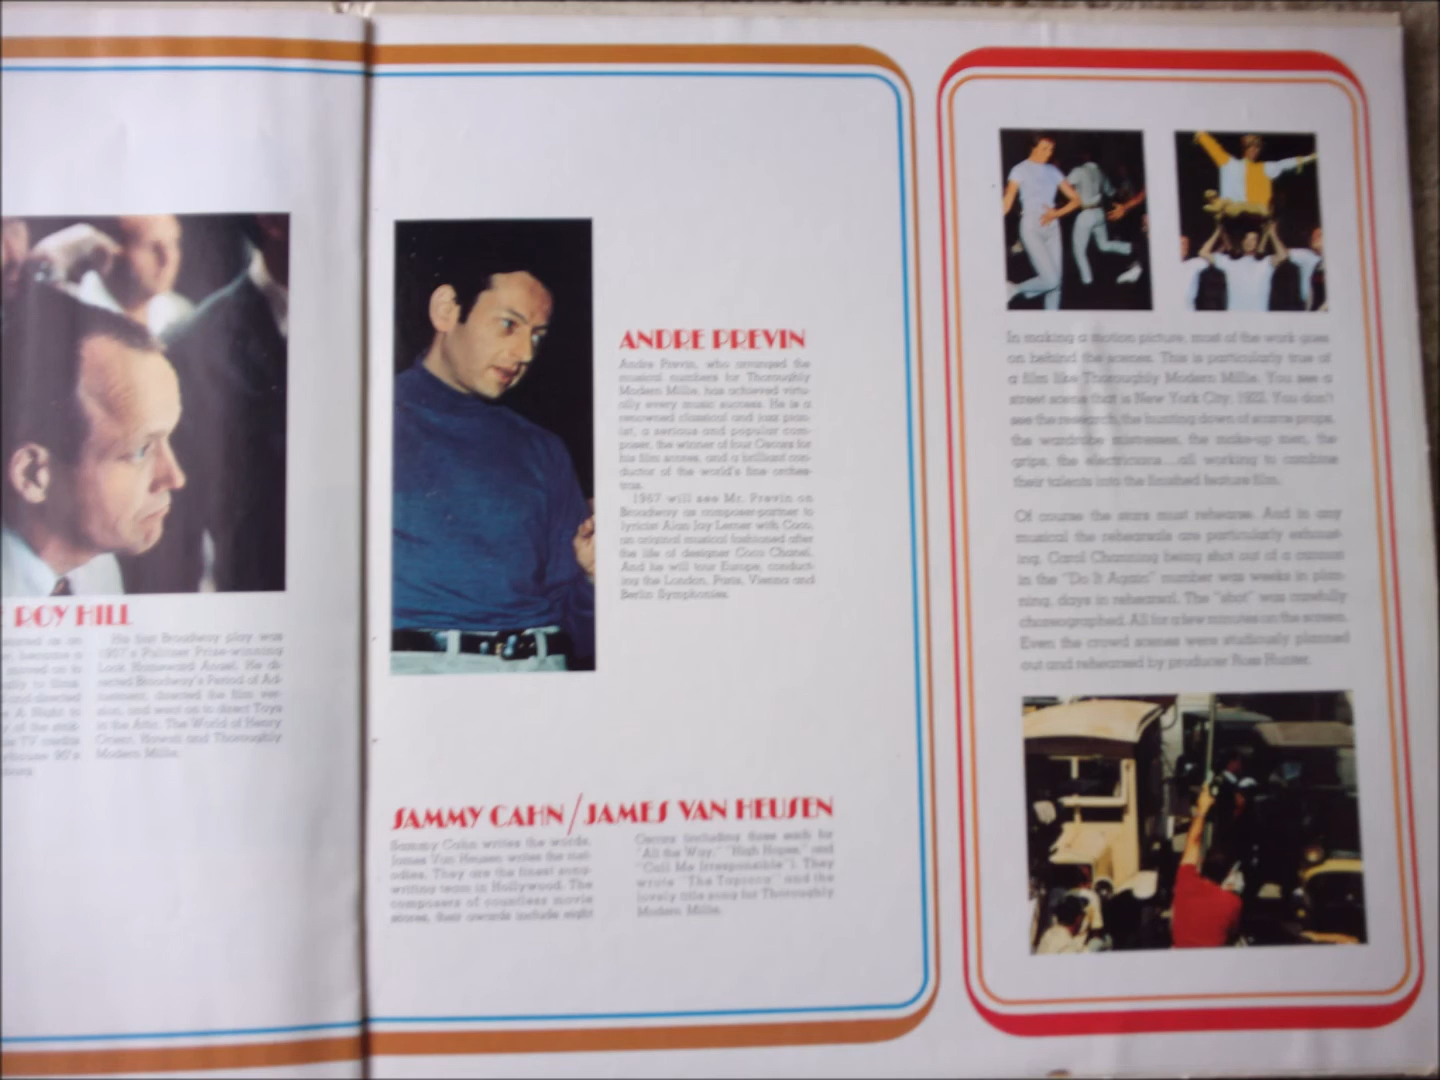 ROY HILL
His first Broadway play was
1957's Pulitzer Prize-winning
Look Homeward Angel. He di-
rected Broadway's Period of Ad-
justment, directed the film ver-
sion, and went on to direct Toys
in the Attic, The World of Henry
Orient, Hawaii and Thoroughly
Modern Millie.
ANDRE PREVIN
Andre Previn, who arranged the
musical numbers for Thoroughly
Modern Millie, has achieved virtu-
ally every music success. He is a
renowned classical and jazz pian-
ist, a serious and popular com-
poser, the winner of four Oscars for
his film scores, and a brilliant con-
ductor of the world's fine orches-
tras.
1967 will see Mr. Previn on
Broadway as composer-partner to
lyricist Alan Jay Lerner with Coco,
an original musical fashioned after
the life of designer Coco Chanel.
And he will tour Europe, conduct-
ing the London, Paris, Vienna and
Berlin Symphonies.
SAMMY CAHN/JAMES VAN HEUSEN
Sammy Cahn writes the words.
James Van Heusen writes the mel-
odies. They are the finest song-
writing team in Hollywood. The
composers of countless movie
scores, their awards include eight
Oscars (including three each for
"All the Way," "High Hopes," and
"Call Me Irresponsible"). They
wrote "The Tapioca" and the
lovely title song for Thoroughly
Modern Millie.
In making a motion picture, most of the work goes
on behind the scenes. This is particularly true of
a film like Thoroughly Modern Millie. You see a
street scene that is New York City, 1922. You don't
see the research, the hunting down of scarce props,
the wardrobe mistresses, the make-up men, the
grips, the electricians...all working to combine
their talents into the finished feature film.
Of course the stars must rehearse. And in any
musical the rehearsals are particularly exhaust-
ing. Carol Channing being shot out of a cannon
in the "Do It Again" number was weeks in plan-
ning, days in rehearsal. The "shot" was carefully
choreographed. All for a few minutes on the screen.
Even the crowd scenes were studiously planned
out and rehearsed by producer Ross Hunter.